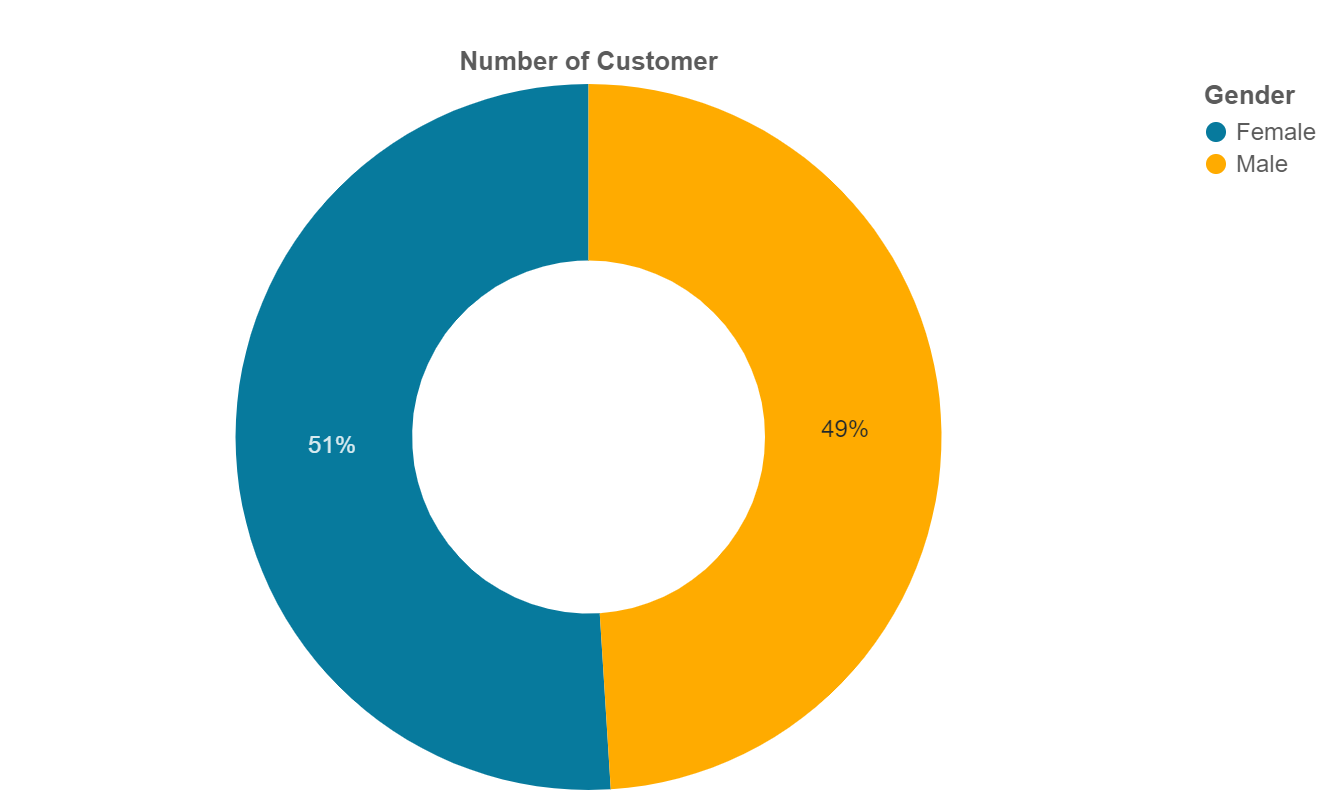 Number of Customer
Gender
Female
Male
49%
51%